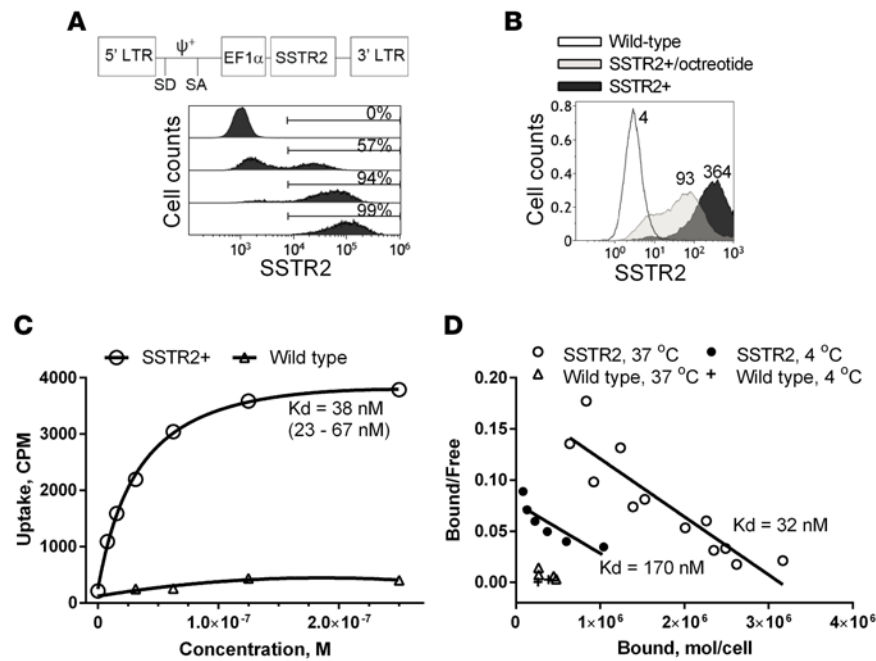 A
5' LTR
ψ+
EF1α
SSTR2
3' LTR
SD
SA
0%
57%
94%
99%
Cell counts
10³
10⁴
10⁵
10⁶
SSTR2
B
Wild-type
SSTR2+/octreotide
SSTR2+
0.8
0.6
0.4
0.2
0
4
93
364
Cell counts
10⁰
10¹
10²
10³
SSTR2
C
SSTR2+
Wild type
4000
3000
2000
1000
0
Uptake, CPM
Kd = 38 nM
(23 - 67 nM)
0
1.0×10⁻⁷
2.0×10⁻⁷
Concentration, M
D
SSTR2, 37 °C
SSTR2, 4 °C
Wild type, 37 °C
Wild type, 4 °C
0.20
0.15
0.10
0.05
0.00
Bound/Free
Kd = 32 nM
Kd = 170 nM
0
1×10⁶
2×10⁶
3×10⁶
4×10⁶
Bound, mol/cell